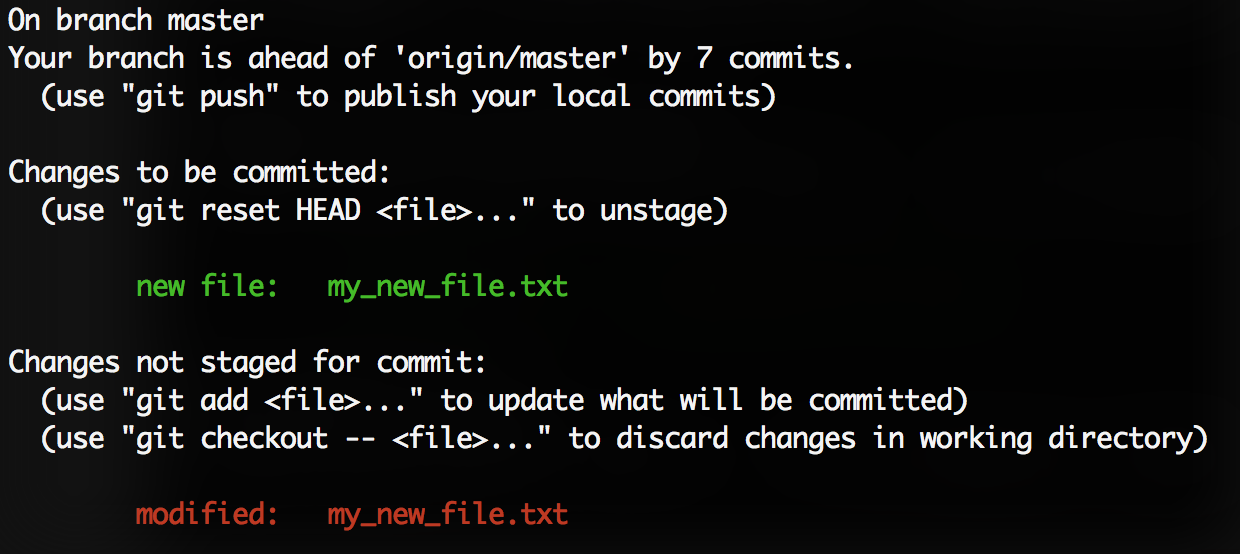 On branch master
Your branch is ahead of 'origin/master' by 7 commits.
  (use "git push" to publish your local commits)

Changes to be committed:
  (use "git reset HEAD <file>..." to unstage)

        new file:   my_new_file.txt

Changes not staged for commit:
  (use "git add <file>..." to update what will be committed)
  (use "git checkout -- <file>..." to discard changes in working directory)

        modified:   my_new_file.txt